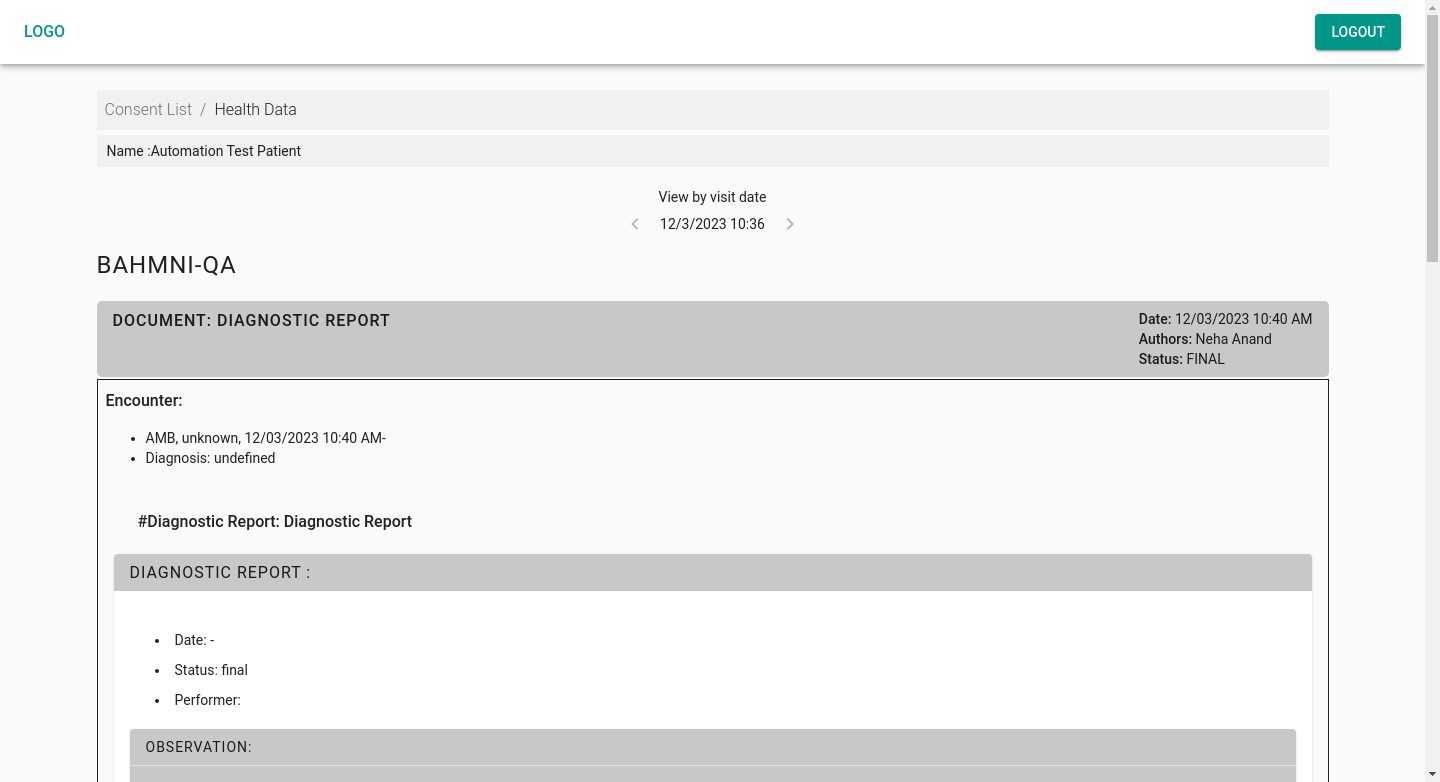 LOGO
LOGOUT
Consent List / Health Data
Name :Automation Test Patient
View by visit date
12/3/2023 10:36
BAHMNI-QA
DOCUMENT: DIAGNOSTIC REPORT
Date: 12/03/2023 10:40 AM
Authors: Neha Anand
Status: FINAL
Encounter:
• AMB, unknown, 12/03/2023 10:40 AM-
• Diagnosis: undefined
#Diagnostic Report: Diagnostic Report
DIAGNOSTIC REPORT :
• Date: -
• Status: final
• Performer:
OBSERVATION: